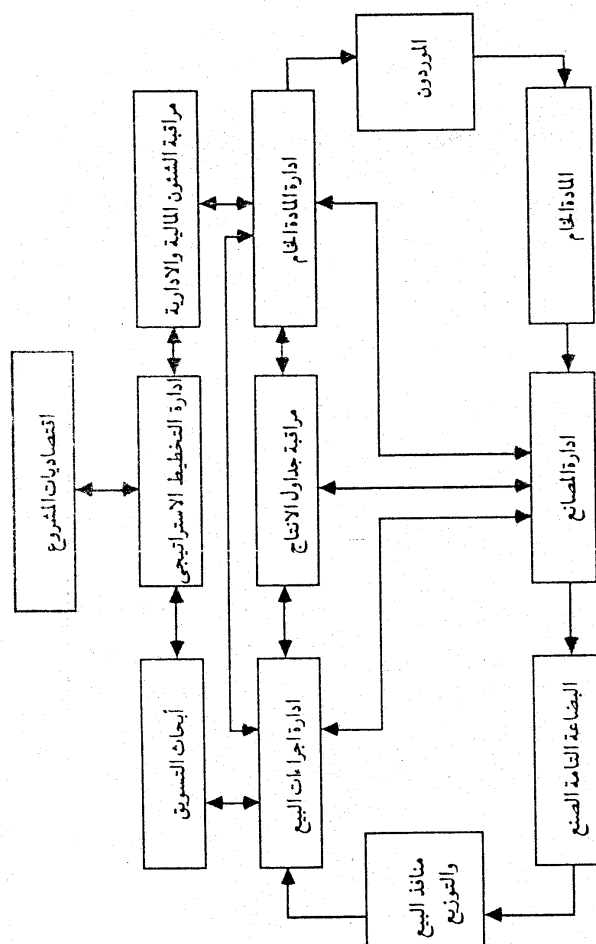 اقتصاديات المشروع
مراقبة الشئون المالية والادارية
ادارة التخطيط الاستراتيجى
أبحاث التسويق
ادارة المادة الخام
مراقبة جداول الانتاج
ادارة اجراءات البيع
الموردون
منافذ البيع
والتوزيع
المادة الخام
ادارة المصانع
البضاعة التامة الصنع